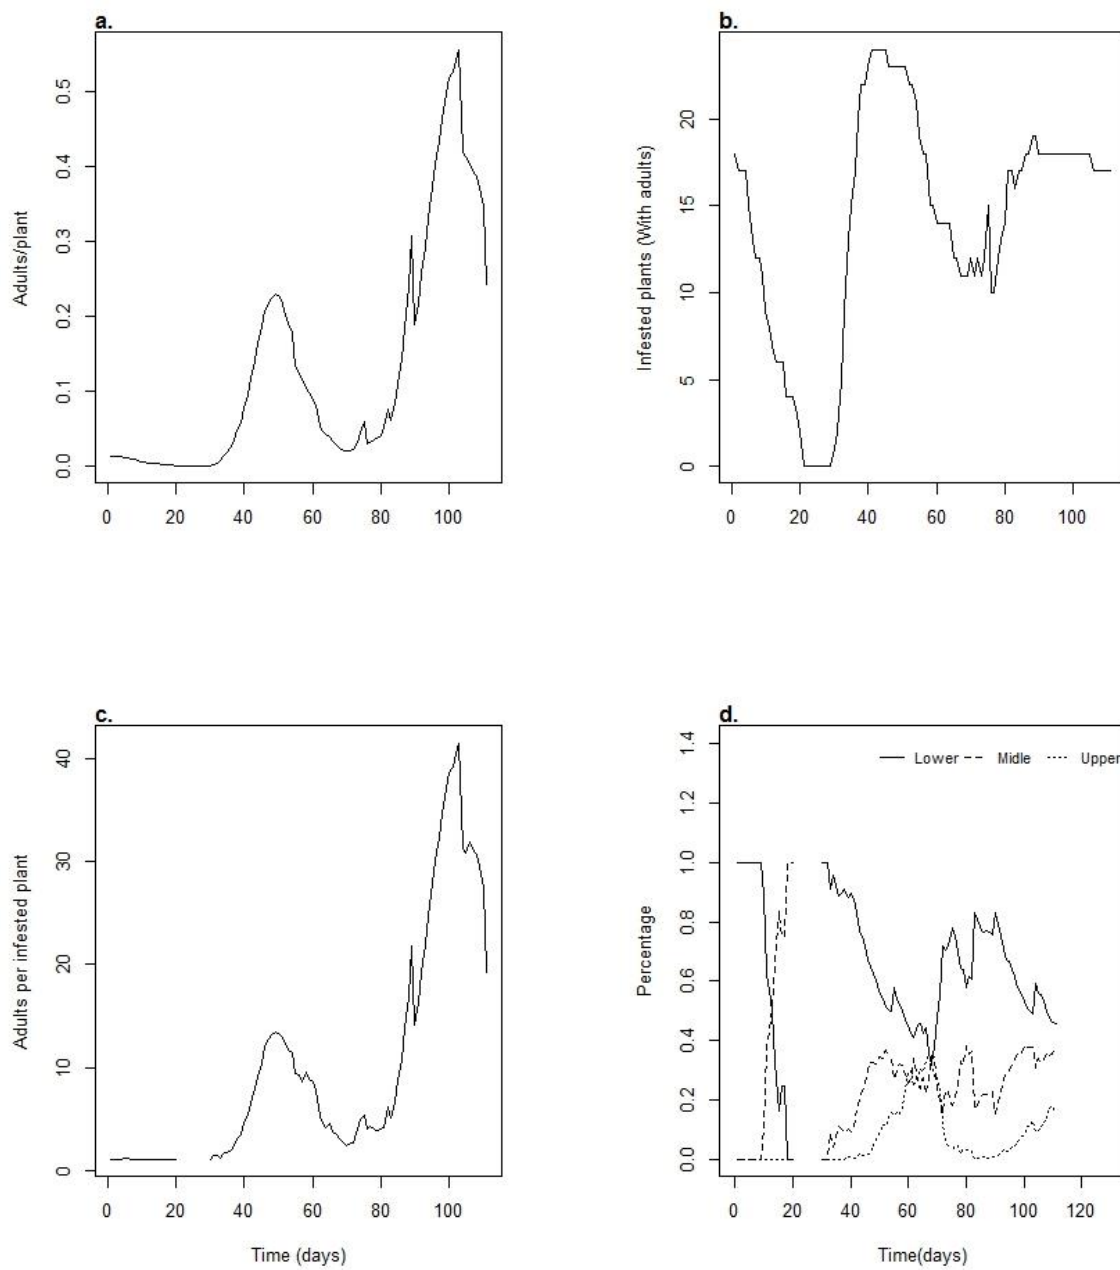 a.
Adults/plant
0.0 0.1 0.2 0.3 0.4 0.5
0 20 40 60 80 100
b.
Infested plants (With adults)
0 5 10 15 20
0 20 40 60 80 100
c.
Adults per infested plant
0 10 20 30 40
0 20 40 60 80 100
Time (days)
d.
Lower Midle Upper
Percentage
0.0 0.2 0.4 0.6 0.8 1.0 1.2 1.4
0 20 40 60 80 100 120
Time(days)